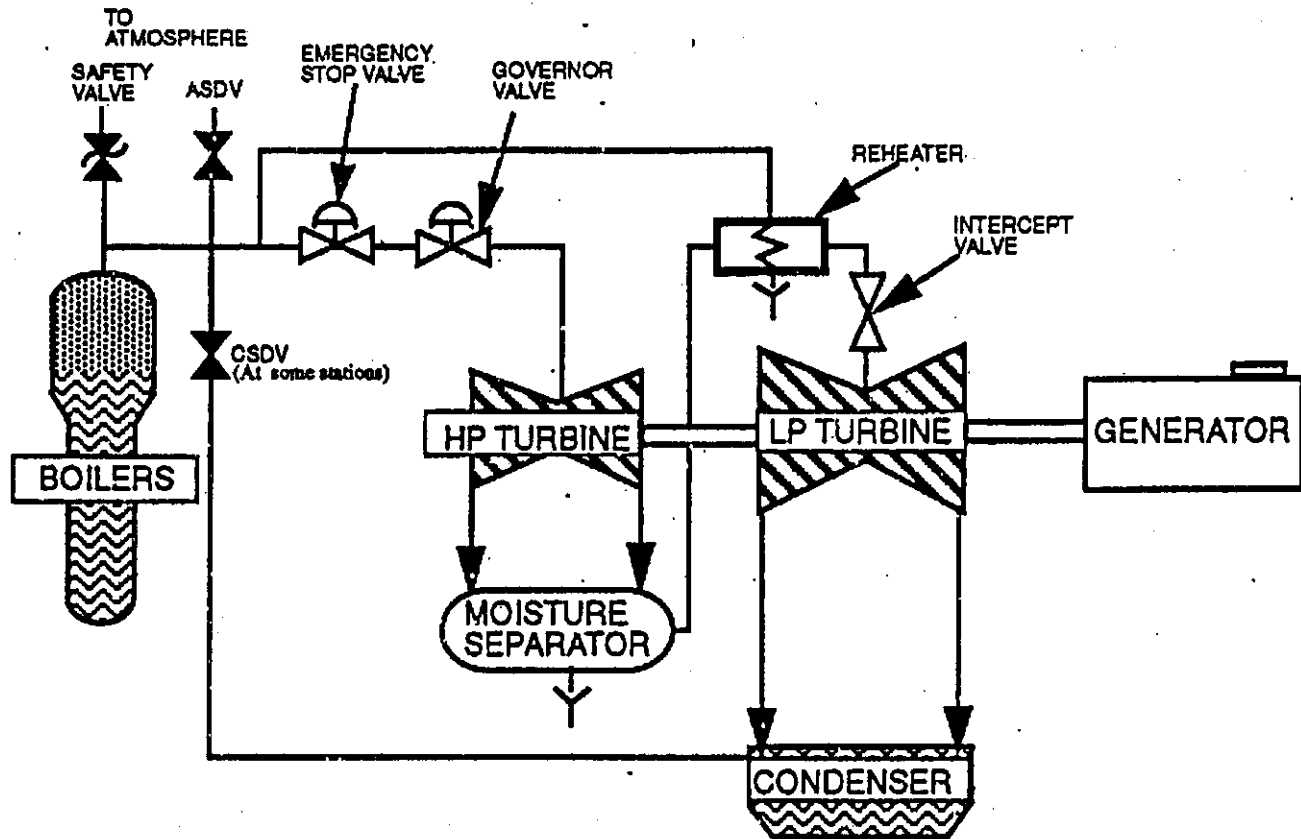 TO
ATMOSPHERE
SAFETY
VALVE
ASDV
EMERGENCY
STOP VALVE
GOVERNOR
VALVE
REHEATER
INTERCEPT
VALVE
CSDV
(At some stations)
BOILERS
HP TURBINE
LP TURBINE
GENERATOR
MOISTURE
SEPARATOR
CONDENSER